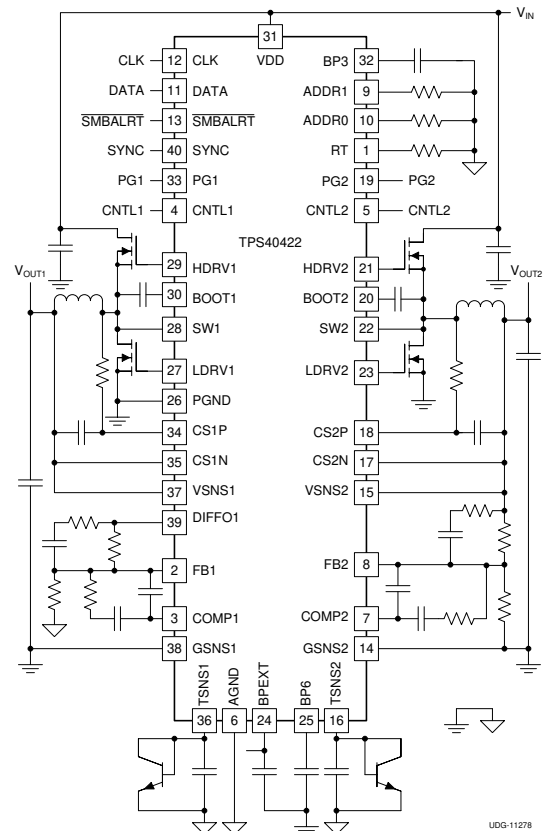 V_IN
31
VDD
CLK 12 CLK
BP3 32
DATA 11 DATA
ADDR1 9
SMBALRT 13 SMBALRT
ADDR0 10
SYNC 40 SYNC
RT 1
PG1 33 PG1
PG2 19 PG2
CNTL1 4 CNTL1
CNTL2 5 CNTL2
TPS40422
V_OUT1
29 HDRV1
HDRV2 21
V_OUT2
30 BOOT1
BOOT2 20
28 SW1
SW2 22
27 LDRV1
LDRV2 23
26 PGND
34 CS1P
CS2P 18
35 CS1N
CS2N 17
37 VSNS1
VSNS2 15
39 DIFFO1
2 FB1
FB2 8
3 COMP1
COMP2 7
38 GSNS1
GSNS2 14
TSNS1 AGND BPEXT BP6 TSNS2
36 6 24 25 16
UDG-11278